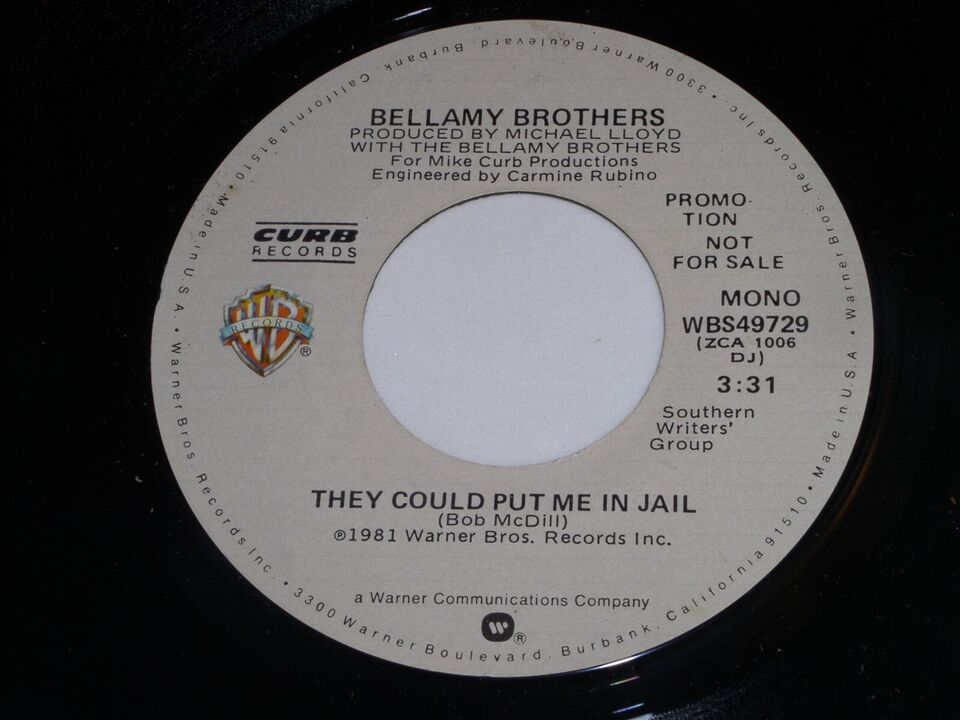 BELLAMY BROTHERS
PRODUCED BY MICHAEL LLOYD
WITH THE BELLAMY BROTHERS
For Mike Curb Productions
Engineered by Carmine Rubino
CURB
RECORDS
WB
RECORDS
®
PROMO-
TION
NOT
FOR SALE
MONO
WBS49729
(ZCA 1006
DJ)
3:31
Southern
Writers'
Group
THEY COULD PUT ME IN JAIL
(Bob McDill)
℗1981 Warner Bros. Records Inc.
a Warner Communications Company
W®
Warner Bros. Records Inc. • 3300 Warner Boulevard. Burbank. California 91510 • Made in U.S.A. • Warner Bros. Records Inc. • 3300 Warner Boulevard. Burbank. California 91510 • Made in U.S.A. •